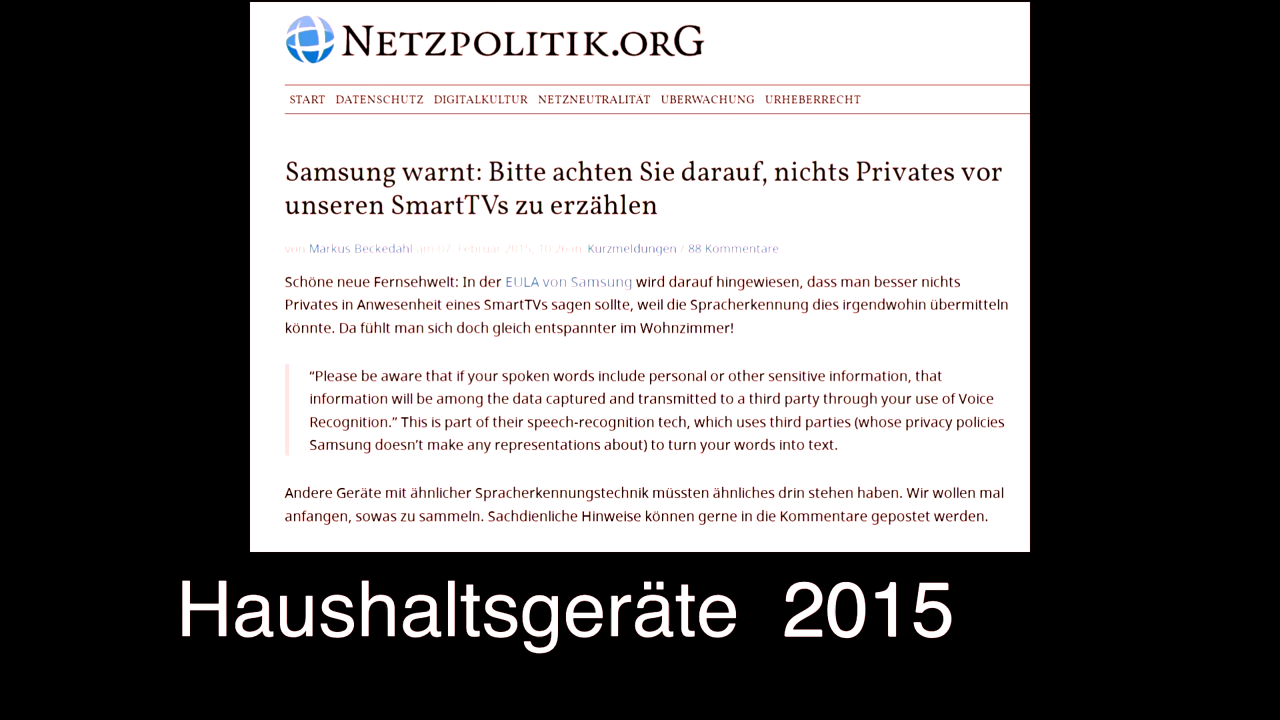 NETZPOLITIK.ORG
START DATENSCHUTZ DIGITALKULTUR NETZNEUTRALITÄT ÜBERWACHUNG URHEBERRECHT
Samsung warnt: Bitte achten Sie darauf, nichts Privates vor
unseren SmartTVs zu erzählen
von Markus Beckedahl am 07. Februar 2015, 10:26 in Kurzmeldungen / 88 Kommentare
Schöne neue Fernsehwelt: In der EULA von Samsung wird darauf hingewiesen, dass man besser nichts
Privates in Anwesenheit eines SmartTVs sagen sollte, weil die Spracherkennung dies irgendwohin übermitteln
könnte. Da fühlt man sich doch gleich entspannter im Wohnzimmer!
“Please be aware that if your spoken words include personal or other sensitive information, that
information will be among the data captured and transmitted to a third party through your use of Voice
Recognition.” This is part of their speech-recognition tech, which uses third parties (whose privacy policies
Samsung doesn’t make any representations about) to turn your words into text.
Andere Geräte mit ähnlicher Spracherkennungstechnik müssten ähnliches drin stehen haben. Wir wollen mal
anfangen, sowas zu sammeln. Sachdienliche Hinweise können gerne in die Kommentare gepostet werden.
Haushaltsgeräte 2015